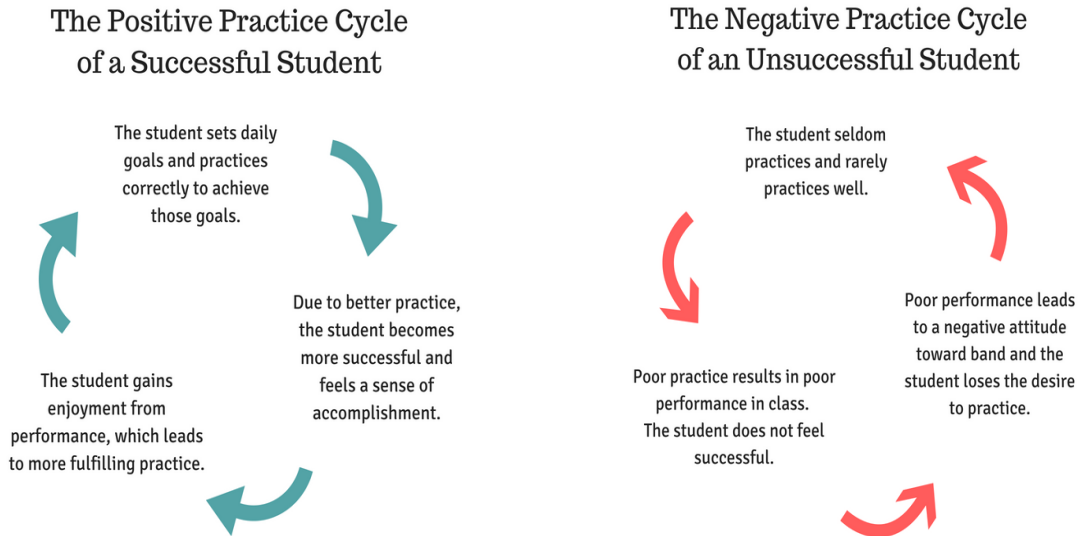 The Positive Practice Cycle
of a Successful Student
The student sets daily
goals and practices
correctly to achieve
those goals.
Due to better practice,
the student becomes
more successful and
feels a sense of
accomplishment.
The student gains
enjoyment from
performance, which leads
to more fulfilling practice.
The Negative Practice Cycle
of an Unsuccessful Student
The student seldom
practices and rarely
practices well.
Poor practice results in poor
performance in class.
The student does not feel
successful.
Poor performance leads
to a negative attitude
toward band and the
student loses the desire
to practice.